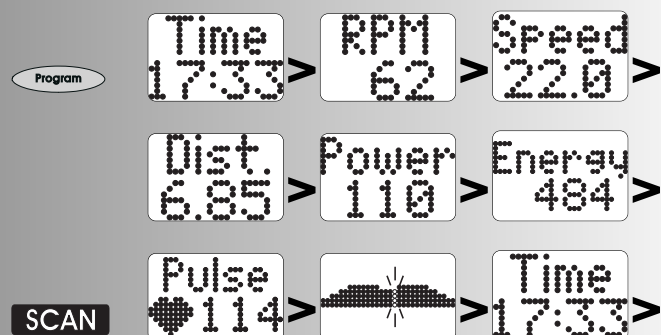 Program
Time
17:33
>
RPM
62
>
Speed
22.0
>
Dist.
6.85
>
Power
110
>
Energy
484
>
SCAN
Pulse
114
>
>
Time
17:33
>